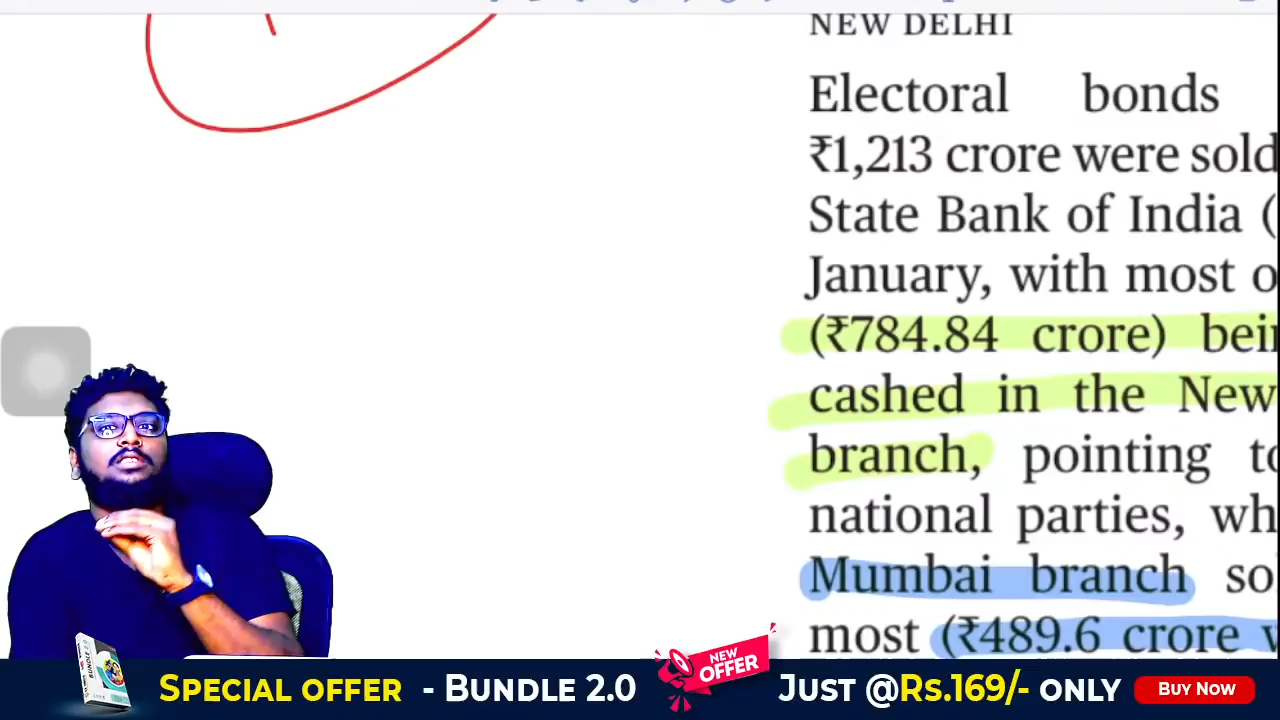 NEW DELHI
Electoral bonds
₹1,213 crore were sold
State Bank of India (
January, with most o
(₹784.84 crore) bei
cashed in the New
branch, pointing to
national parties, wh
Mumbai branch so
most (₹489.6 crore
SPECIAL OFFER - BUNDLE 2.0
NEW
OFFER
JUST @Rs.169/- ONLY
Buy Now